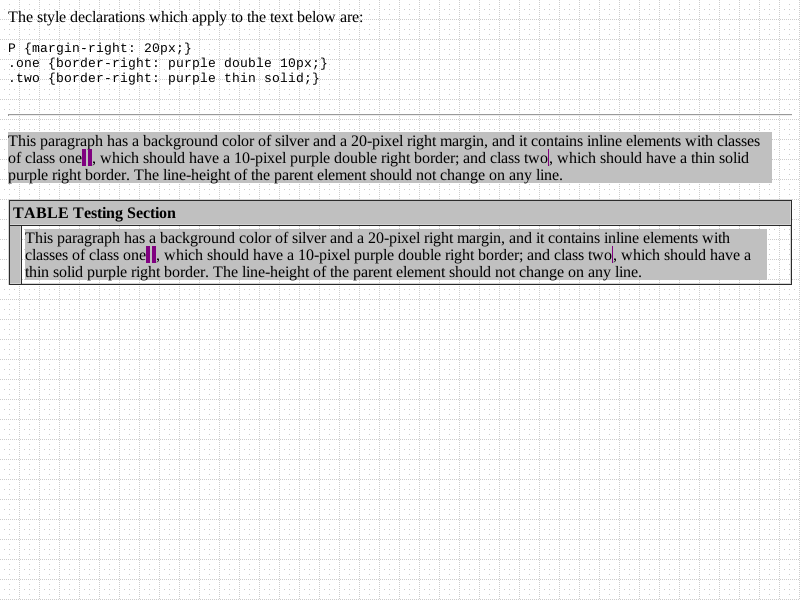 The style declarations which apply to the text below are:
P {margin-right: 20px;}
.one {border-right: purple double 10px;}
.two {border-right: purple thin solid;}
This paragraph has a background color of silver and a 20-pixel right margin, and it contains inline elements with classes
of class one, which should have a 10-pixel purple double right border; and class two, which should have a thin solid
purple right border. The line-height of the parent element should not change on any line.
TABLE Testing Section
This paragraph has a background color of silver and a 20-pixel right margin, and it contains inline elements with
classes of class one, which should have a 10-pixel purple double right border; and class two, which should have a
thin solid purple right border. The line-height of the parent element should not change on any line.